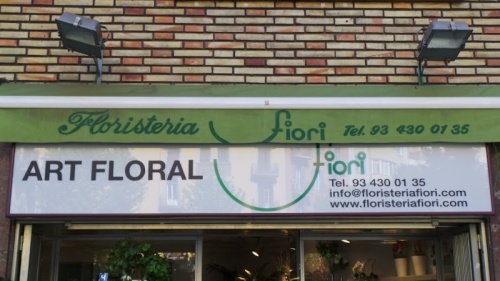 Floristeria fiori Tel. 93 430 01 35
ART FLORAL fiori
Tel. 93 430 01 35
info@floristeriafiori.com
www.floristeriafiori.com
4